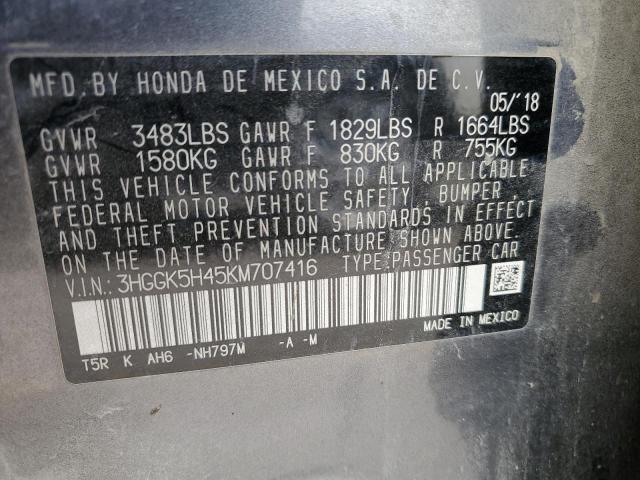 MFD. BY HONDA DE MEXICO S.A. DE C.V.
05/'18
GVWR 3483LBS GAWR F 1829LBS R 1664LBS
GVWR 1580KG GAWR F 830KG R 755KG
THIS VEHICLE CONFORMS TO ALL APPLICABLE
FEDERAL MOTOR VEHICLE SAFETY, BUMPER,
AND THEFT PREVENTION STANDARDS IN EFFECT
ON THE DATE OF MANUFACTURE SHOWN ABOVE.
V.I.N.: 3HGGK5H45KM707416 TYPE:PASSENGER CAR
T5R K AH6 -NH797M -A -M MADE IN MEXICO